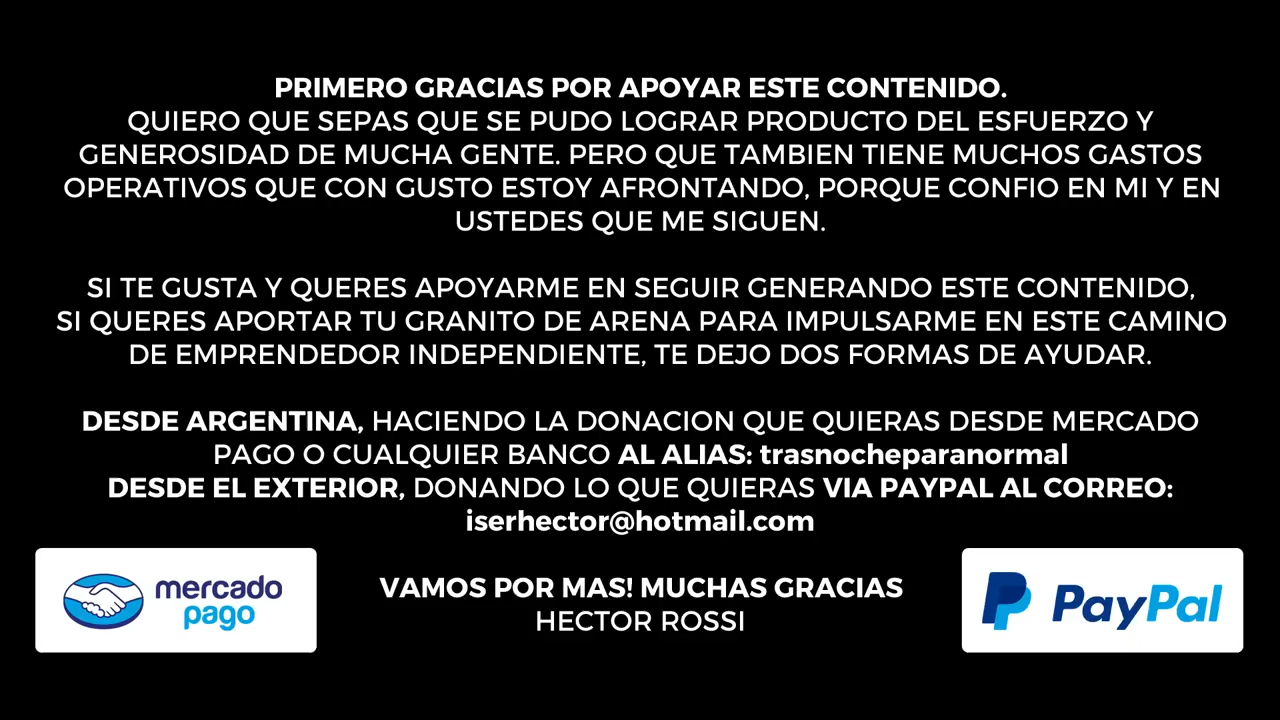 PRIMERO GRACIAS POR APOYAR ESTE CONTENIDO.
QUIERO QUE SEPAS QUE SE PUDO LOGRAR PRODUCTO DEL ESFUERZO Y
GENEROSIDAD DE MUCHA GENTE. PERO QUE TAMBIEN TIENE MUCHOS GASTOS
OPERATIVOS QUE CON GUSTO ESTOY AFRONTANDO, PORQUE CONFIO EN MI Y EN
USTEDES QUE ME SIGUEN.
SI TE GUSTA Y QUERES APOYARME EN SEGUIR GENERANDO ESTE CONTENIDO,
SI QUERES APORTAR TU GRANITO DE ARENA PARA IMPULSARME EN ESTE CAMINO
DE EMPRENDEDOR INDEPENDIENTE, TE DEJO DOS FORMAS DE AYUDAR.
DESDE ARGENTINA, HACIENDO LA DONACION QUE QUIERAS DESDE MERCADO
PAGO O CUALQUIER BANCO AL ALIAS: trasnocheparanormal
DESDE EL EXTERIOR, DONANDO LO QUE QUIERAS VIA PAYPAL AL CORREO:
iserhector@hotmail.com
mercado
pago
VAMOS POR MAS! MUCHAS GRACIAS
HECTOR ROSSI
PayPal